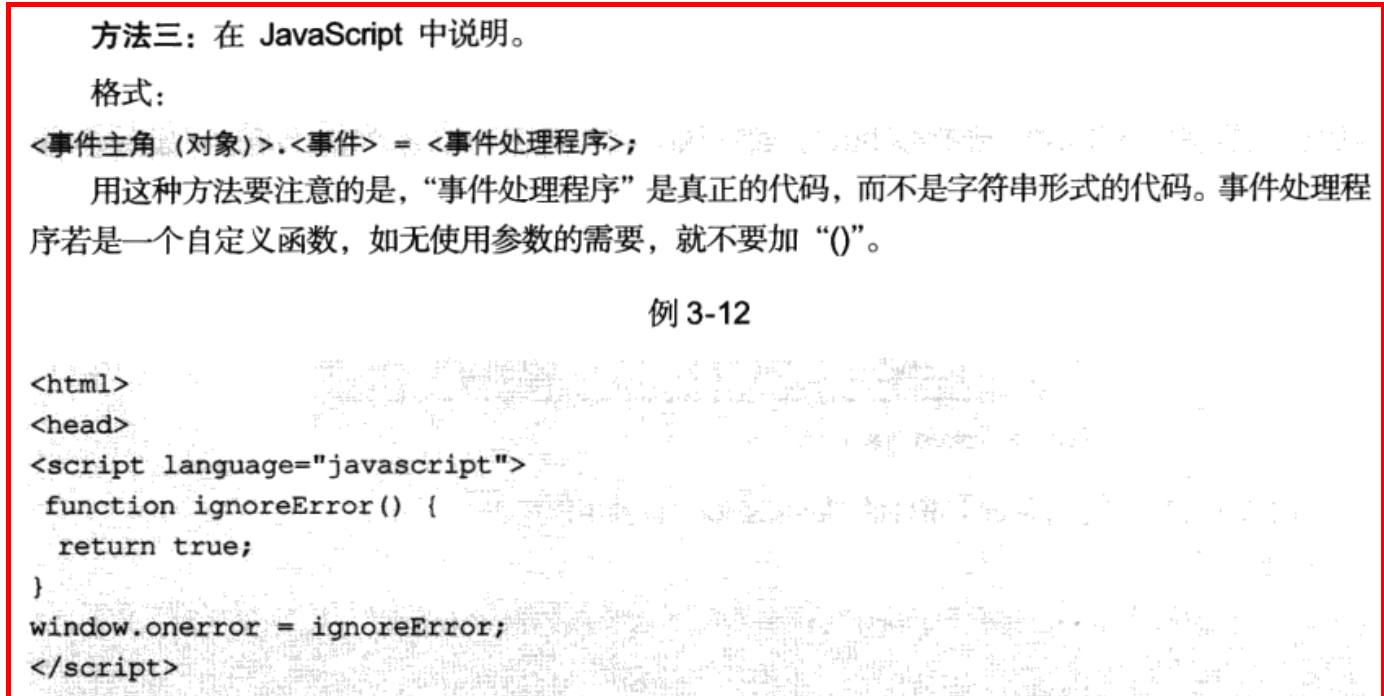 方法三：在 JavaScript 中说明。
格式：
<事件主角 (对象)>.<事件> = <事件处理程序>;
用这种方法要注意的是，“事件处理程序”是真正的代码，而不是字符串形式的代码。事件处理程
序若是一个自定义函数，如无使用参数的需要，就不要加“()”。
例 3-12
<html>
<head>
<script language="javascript">
function ignoreError() {
return true;
}
window.onerror = ignoreError;
</script>